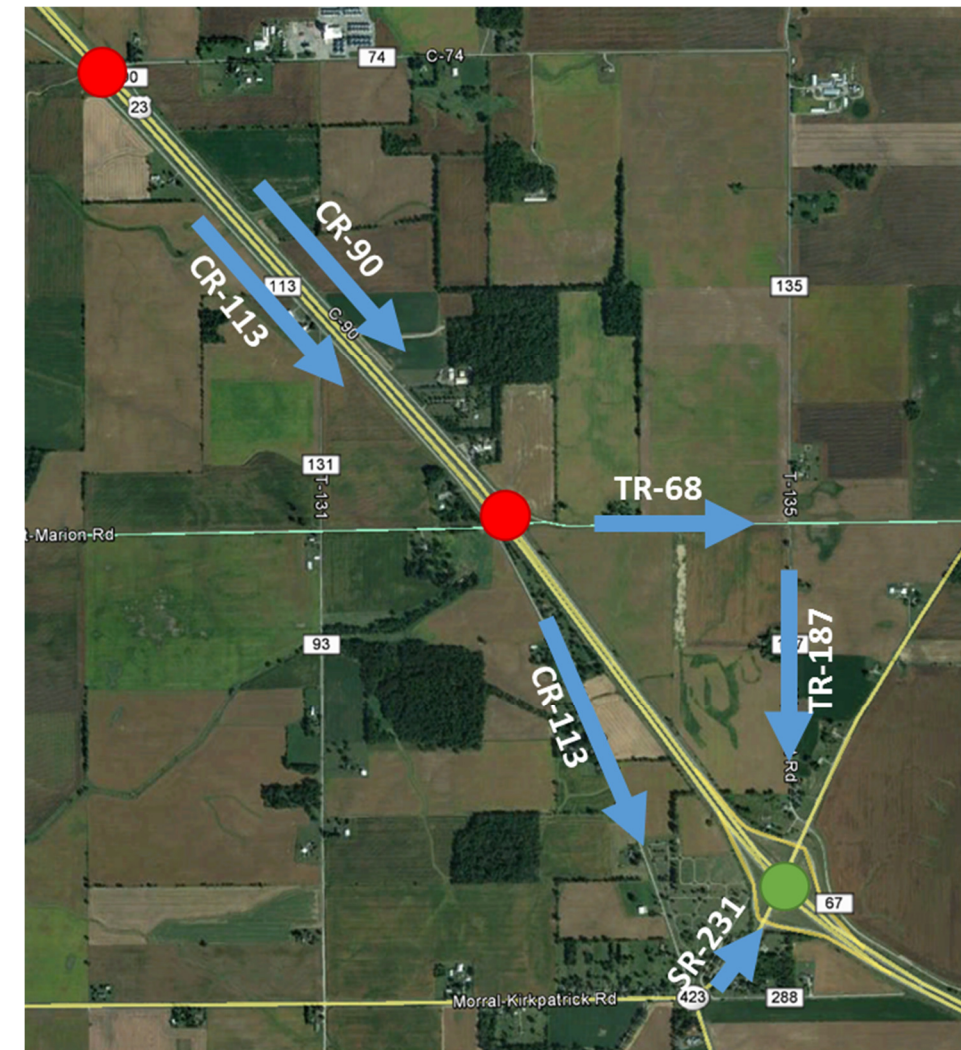 74
C-74
23
CR-90
CR-113
113
C-90
135
131
T-131
TR-68
T-135
t-Marion Rd
93
TR-187
CR-113
Rd
67
SR-231
Morral-Kirkpatrick Rd
423
288